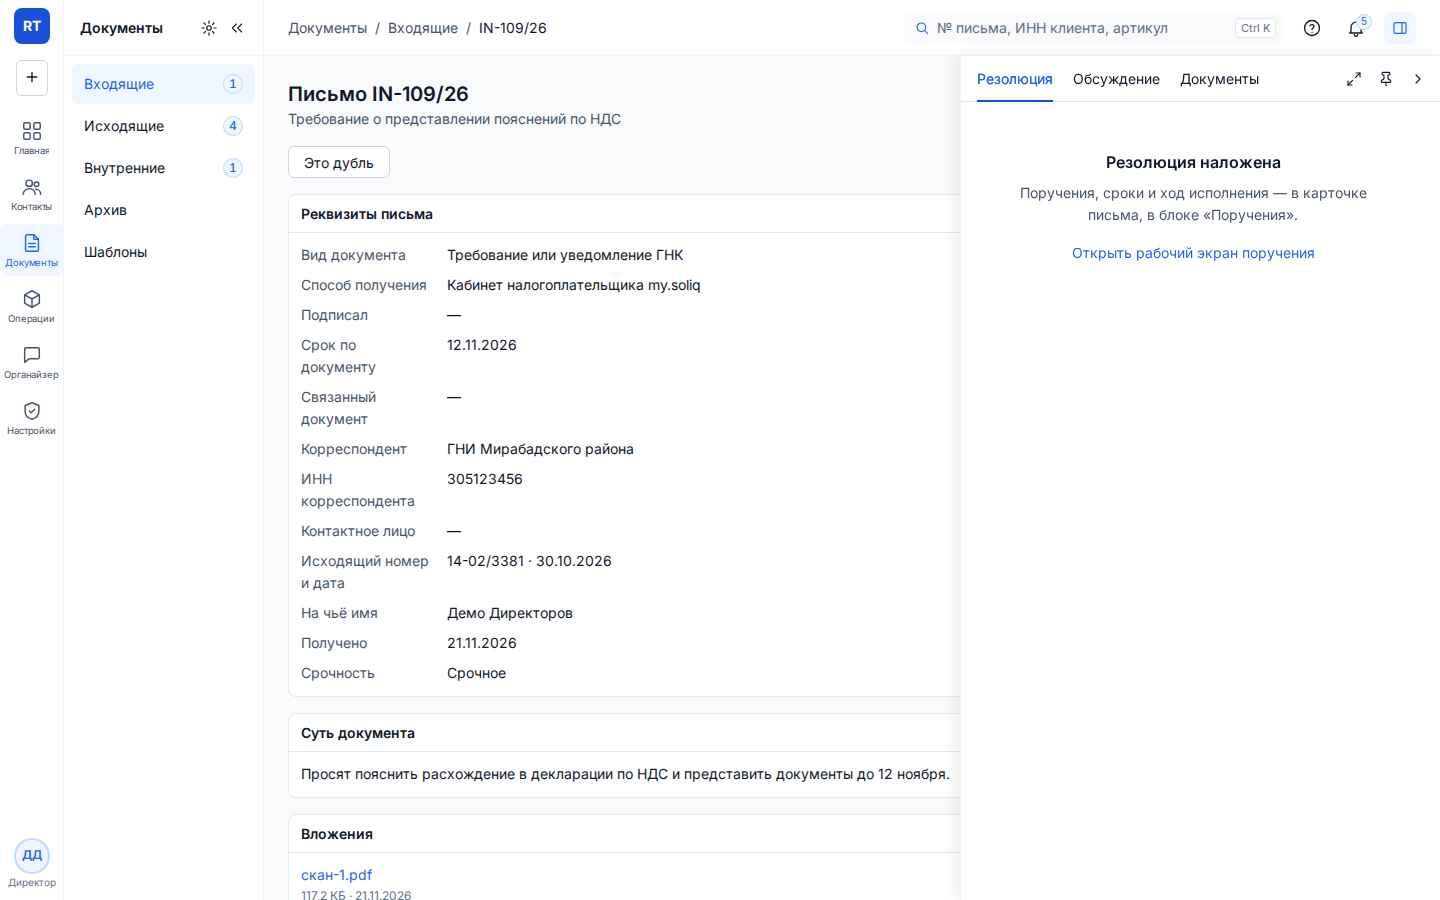 RT
Документы
Документы / Входящие / IN-109/26
№ письма, ИНН клиента, артикул
Ctrl K
5
+
Главная
Контакты
Документы
Операции
Органайзер
Настройки
ДД
Директор
Входящие 1
Исходящие 4
Внутренние 1
Архив
Шаблоны
Письмо IN-109/26
Требование о представлении пояснений по НДС
Это дубль
Реквизиты письма
Вид документа Требование или уведомление ГНК
Способ получения Кабинет налогоплательщика my.soliq
Подписал —
Срок по документу 12.11.2026
Связанный документ —
Корреспондент ГНИ Мирабадского района
ИНН корреспондента 305123456
Контактное лицо —
Исходящий номер и дата 14-02/3381 · 30.10.2026
На чьё имя Демо Директоров
Получено 21.11.2026
Срочность Срочное
Суть документа
Просят пояснить расхождение в декларации по НДС и представить документы до 12 ноября.
Вложения
скан-1.pdf
117,2 КБ · 21.11.2026
Резолюция Обсуждение Документы
Резолюция наложена
Поручения, сроки и ход исполнения — в карточке
письма, в блоке «Поручения».
Открыть рабочий экран поручения